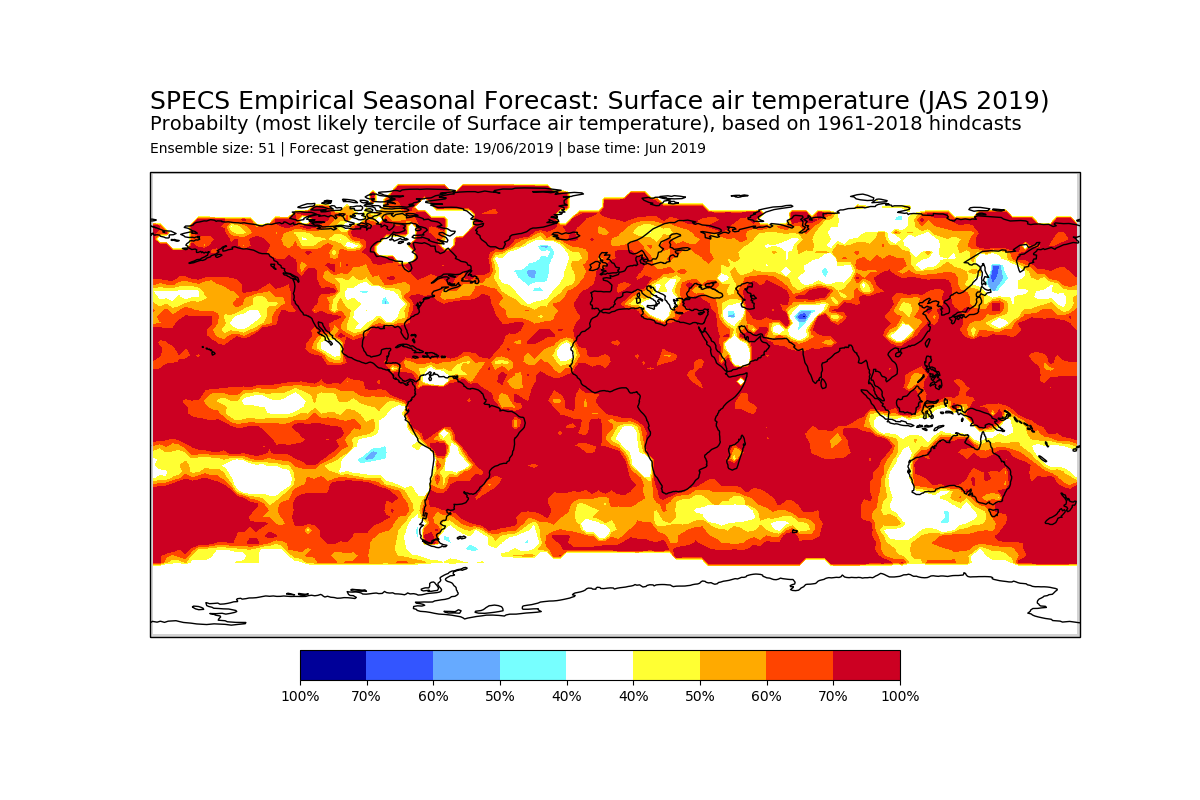 SPECS Empirical Seasonal Forecast: Surface air temperature (JAS 2019)
Probabilty (most likely tercile of Surface air temperature), based on 1961-2018 hindcasts
Ensemble size: 51 | Forecast generation date: 19/06/2019 | base time: Jun 2019
100% 70% 60% 50% 40% 40% 50% 60% 70% 100%